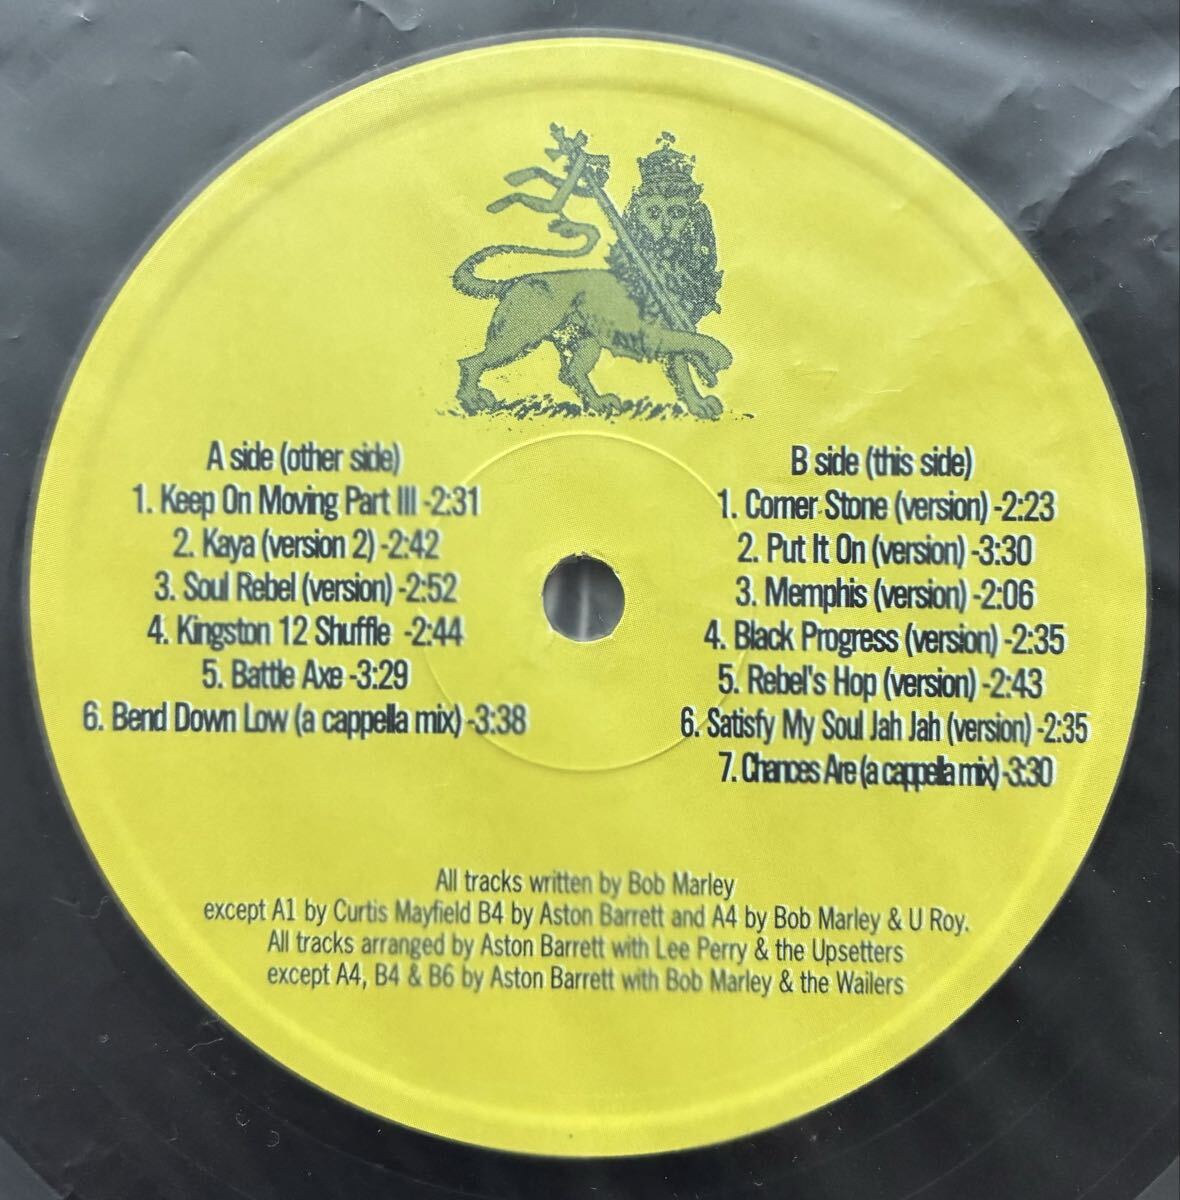 A side (other side)
1. Keep On Moving Part III -2:31
2. Kaya (version 2) -2:42
3. Soul Rebel (version) -2:52
4. Kingston 12 Shuffle -2:44
5. Battle Axe -3:29
6. Bend Down Low (a cappella mix) -3:38
B side (this side)
1. Corner Stone (version) -2:23
2. Put It On (version) -3:30
3. Memphis (version) -2:06
4. Black Progress (version) -2:35
5. Rebel's Hop (version) -2:43
6. Satisfy My Soul Jah Jah (version) -2:35
7. Chances Are (a cappella mix) -3:30
All tracks written by Bob Marley
except A1 by Curtis Mayfield B4 by Aston Barrett and A4 by Bob Marley & U Roy.
All tracks arranged by Aston Barrett with Lee Perry & the Upsetters
except A4, B4 & B6 by Aston Barrett with Bob Marley & the Wailers